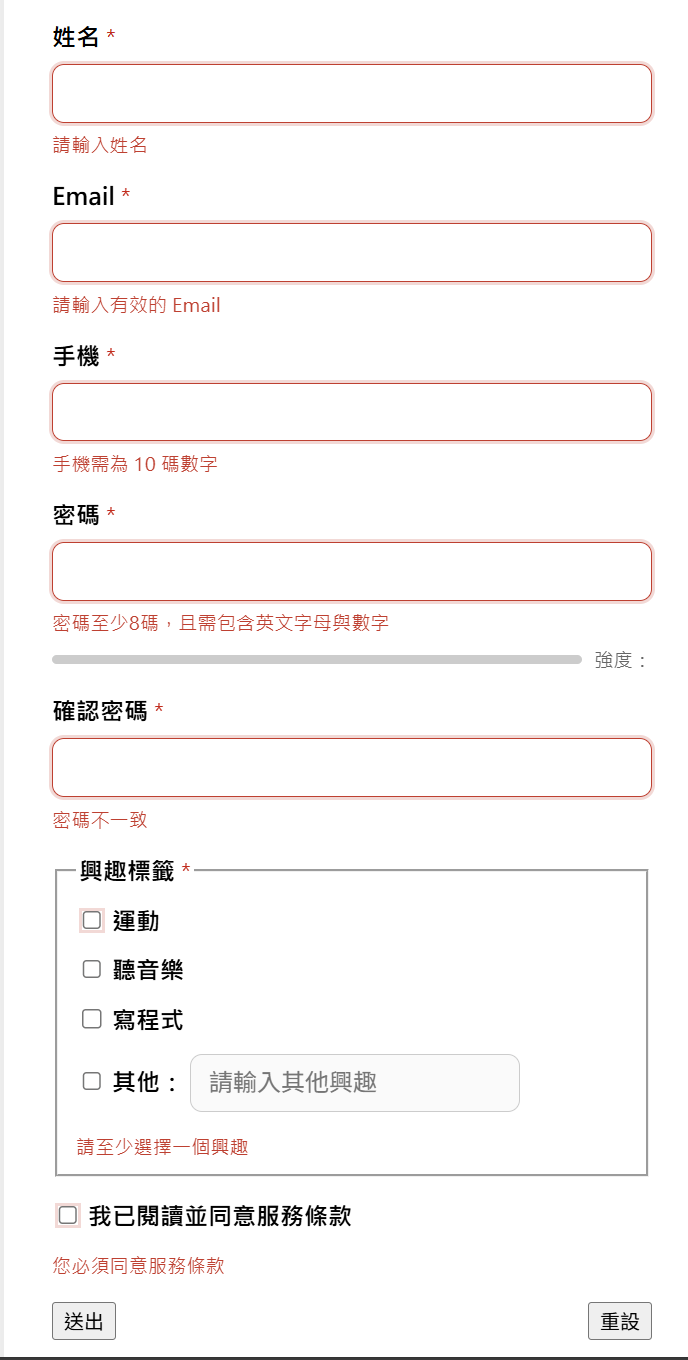 姓名 *
請輸入姓名
Email *
請輸入有效的 Email
手機 *
手機需為 10 碼數字
密碼 *
密碼至少8碼，且需包含英文字母與數字
強度：
確認密碼 *
密碼不一致
興趣標籤 *
運動
聽音樂
寫程式
其他： 請輸入其他興趣
請至少選擇一個興趣
我已閱讀並同意服務條款
您必須同意服務條款
送出 重設